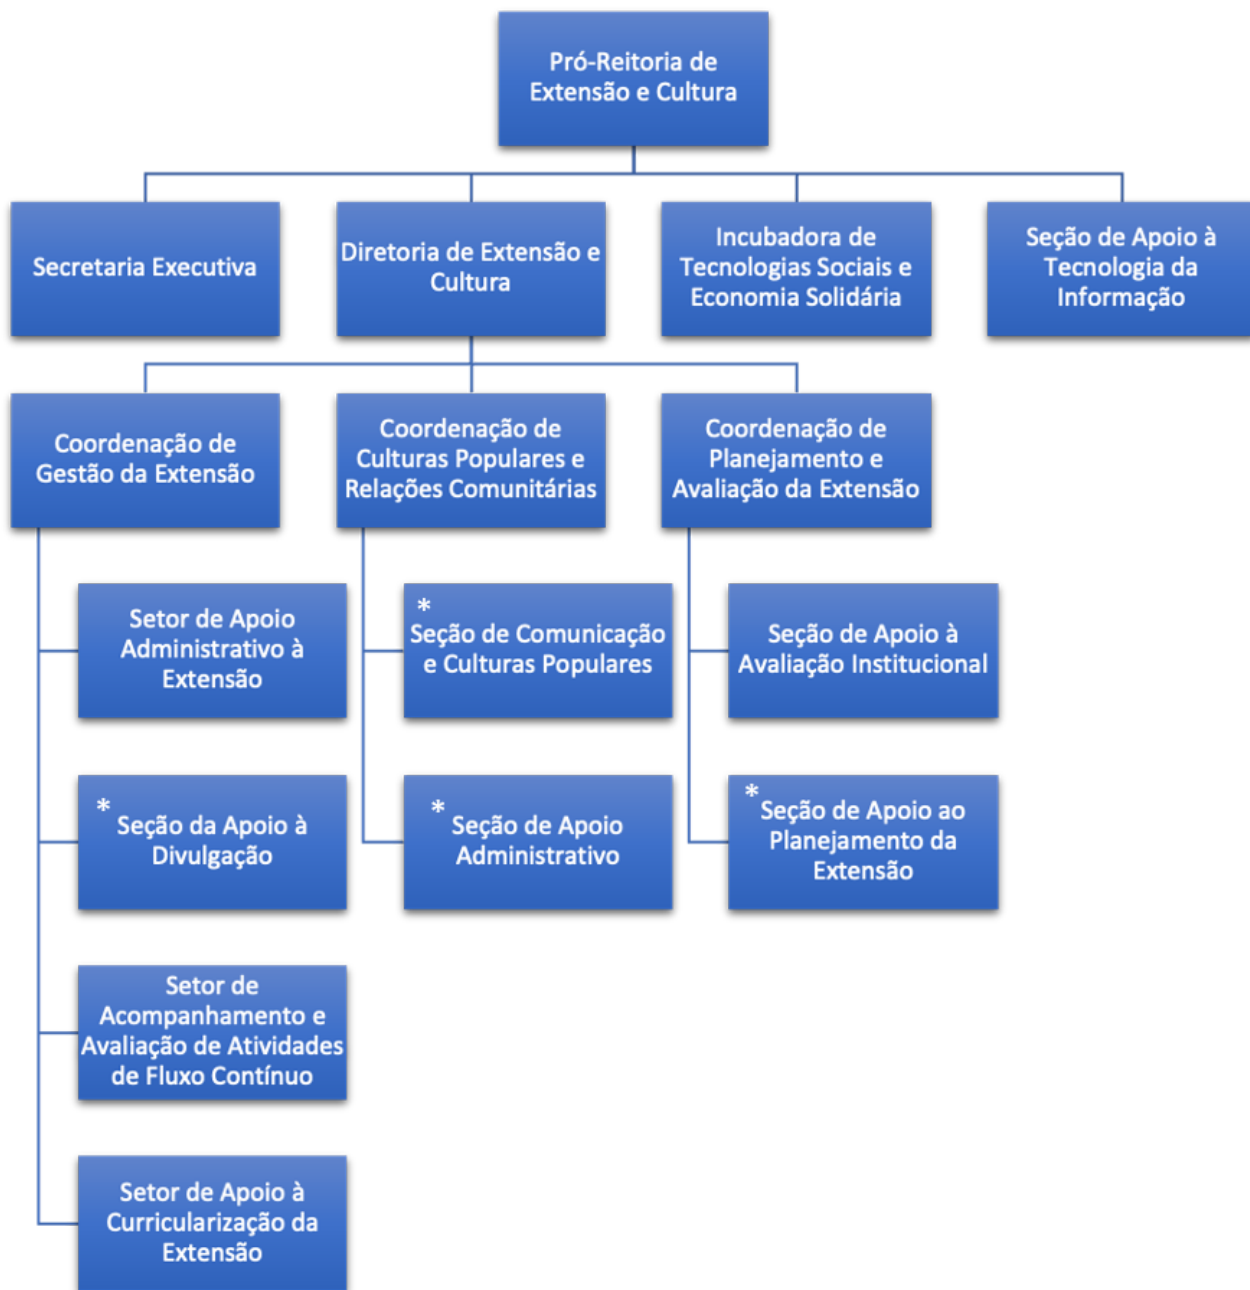 Pró-Reitoria de
Extensão e Cultura
Secretaria Executiva
Diretoria de Extensão e
Cultura
Incubadora de
Tecnologias Sociais e
Economia Solidária
Seção de Apoio à
Tecnologia da
Informação
Coordenação de
Gestão da Extensão
Coordenação de
Culturas Populares e
Relações Comunitárias
Coordenação de
Planejamento e
Avaliação da Extensão
Setor de Apoio
Administrativo à
Extensão
*
Seção da Apoio à
Divulgação
Setor de
Acompanhamento e
Avaliação de Atividades
de Fluxo Contínuo
Setor de Apoio à
Curricularização da
Extensão
*
Seção de Comunicação
e Culturas Populares
*
Seção de Apoio
Administrativo
Seção de Apoio à
Avaliação Institucional
*
Seção de Apoio ao
Planejamento da
Extensão